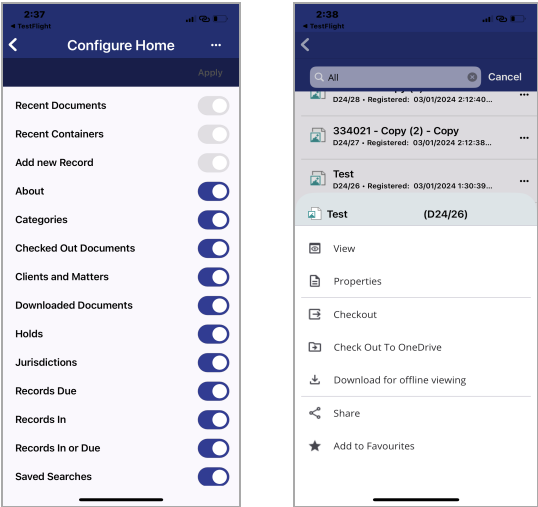 2:37
◀ TestFlight
Configure Home
Apply
Recent Documents
Recent Containers
Add new Record
About
Categories
Checked Out Documents
Clients and Matters
Downloaded Documents
Holds
Jurisdictions
Records Due
Records In
Records In or Due
Saved Searches
2:38
◀ TestFlight
All
Cancel
D24/28 • Registered: 03/01/2024 2:12:40...
334021 - Copy (2) - Copy
D24/27 • Registered: 03/01/2024 2:12:38...
Test
D24/26 • Registered: 03/01/2024 1:30:39...
Test (D24/26)
View
Properties
Checkout
Check Out To OneDrive
Download for offline viewing
Share
Add to Favourites